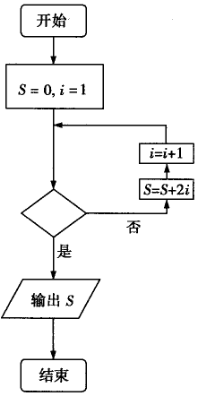 开始
S = 0, i = 1
i=i+1
S=S+2i
否
是
输出 S
结束